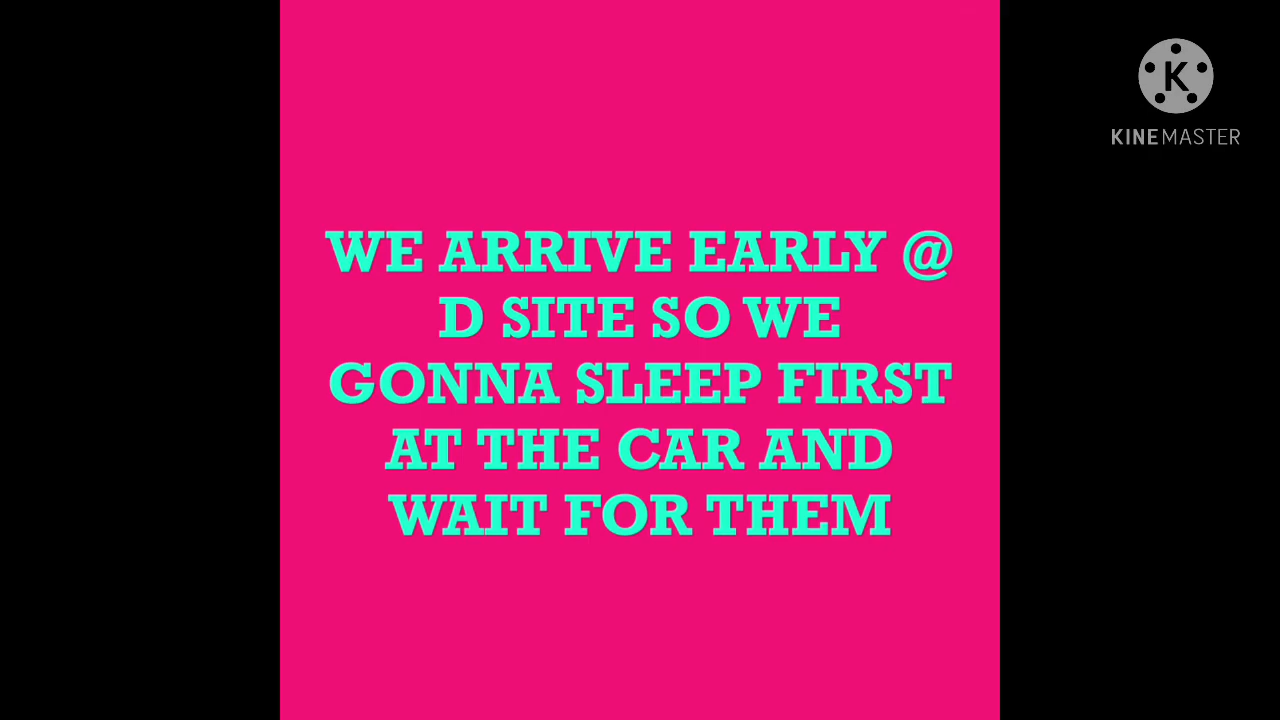 K
KINEMASTER
WE ARRIVE EARLY @
D SITE SO WE
GONNA SLEEP FIRST
AT THE CAR AND
WAIT FOR THEM